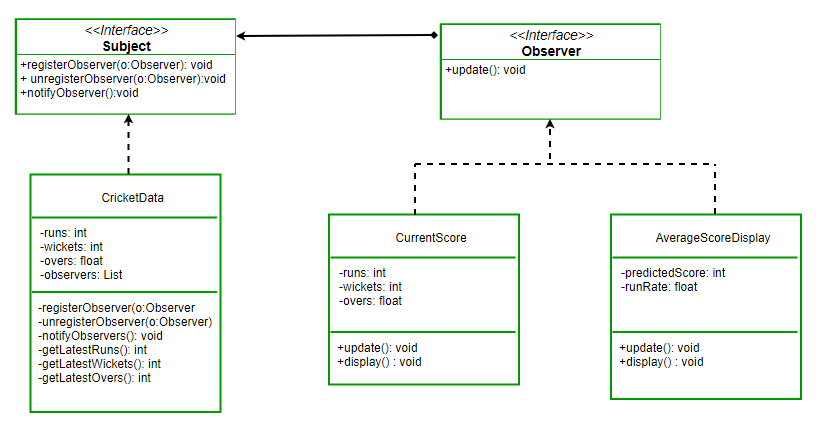 <<Interface>>
Subject
+registerObserver(o:Observer): void
+ unregisterObserver(o:Observer):void
+notifyObserver():void
<<Interface>>
Observer
+update(): void
CricketData
-runs: int
-wickets: int
-overs: float
-observers: List
-registerObserver(o:Observer
-unregisterObserver(o:Observer)
-notifyObservers(): void
-getLatestRuns(): int
-getLatestWickets(): int
-getLatestOvers(): int
CurrentScore
-runs: int
-wickets: int
-overs: float
+update(): void
+display() : void
AverageScoreDisplay
-predictedScore: int
-runRate: float
+update(): void
+display() : void